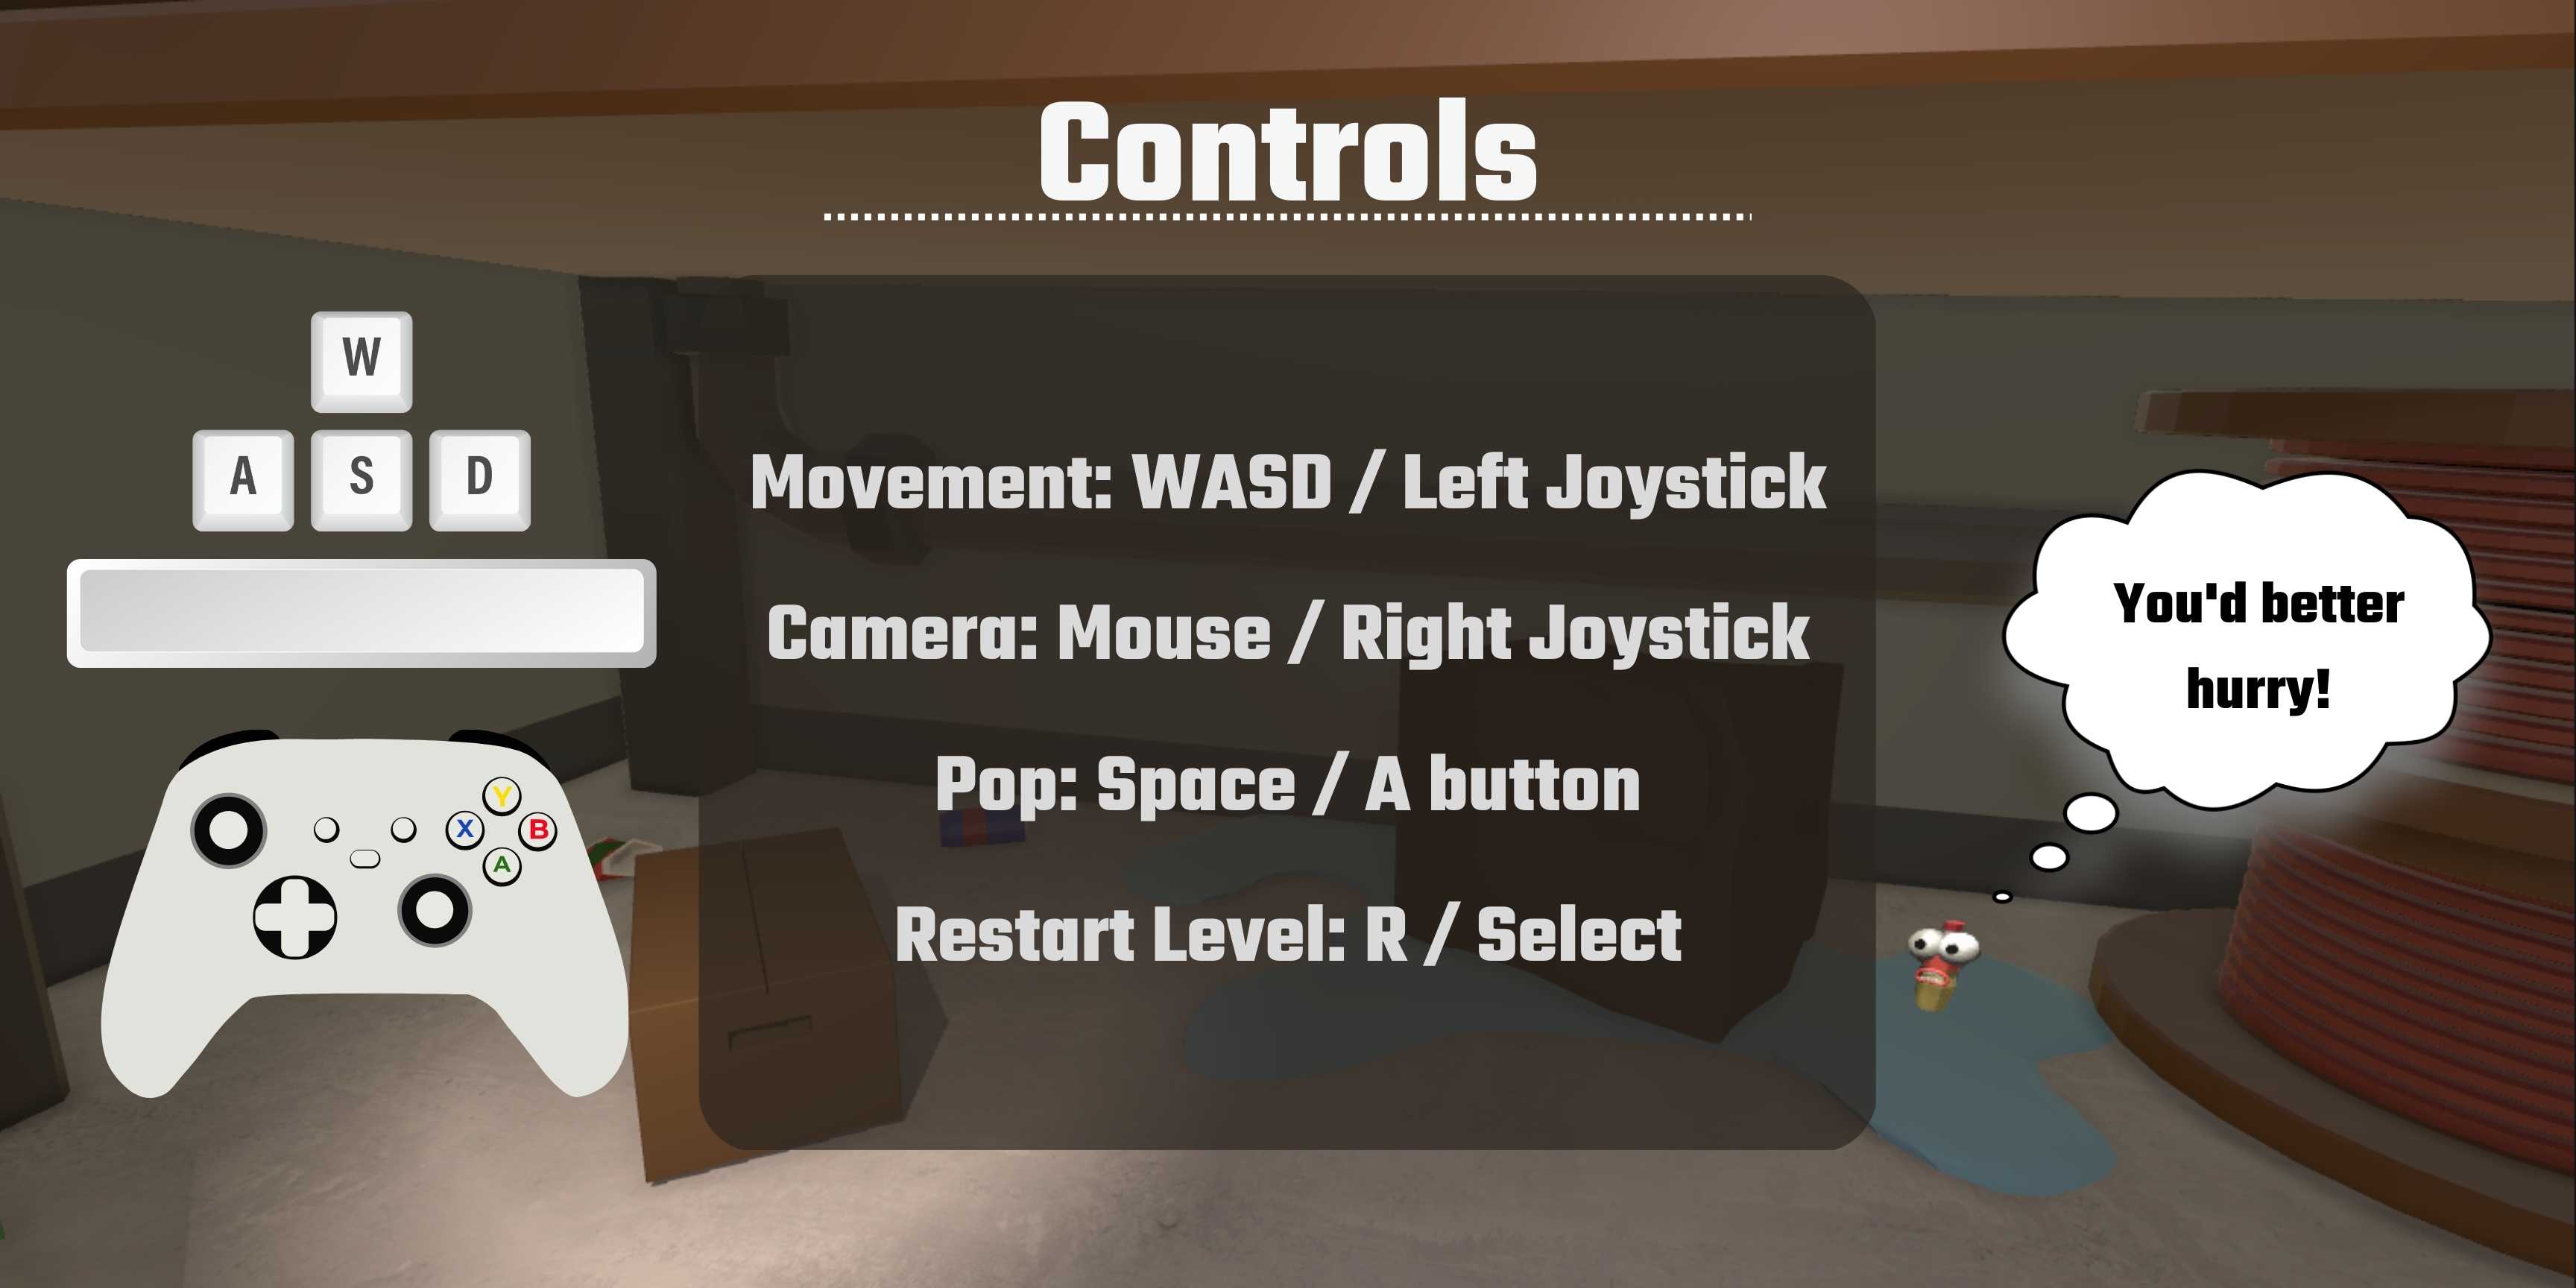 Controls
W
A S D
Movement: WASD / Left Joystick
Camera: Mouse / Right Joystick
Pop: Space / A button
Restart Level: R / Select
Y
X B
A
You'd better
hurry!